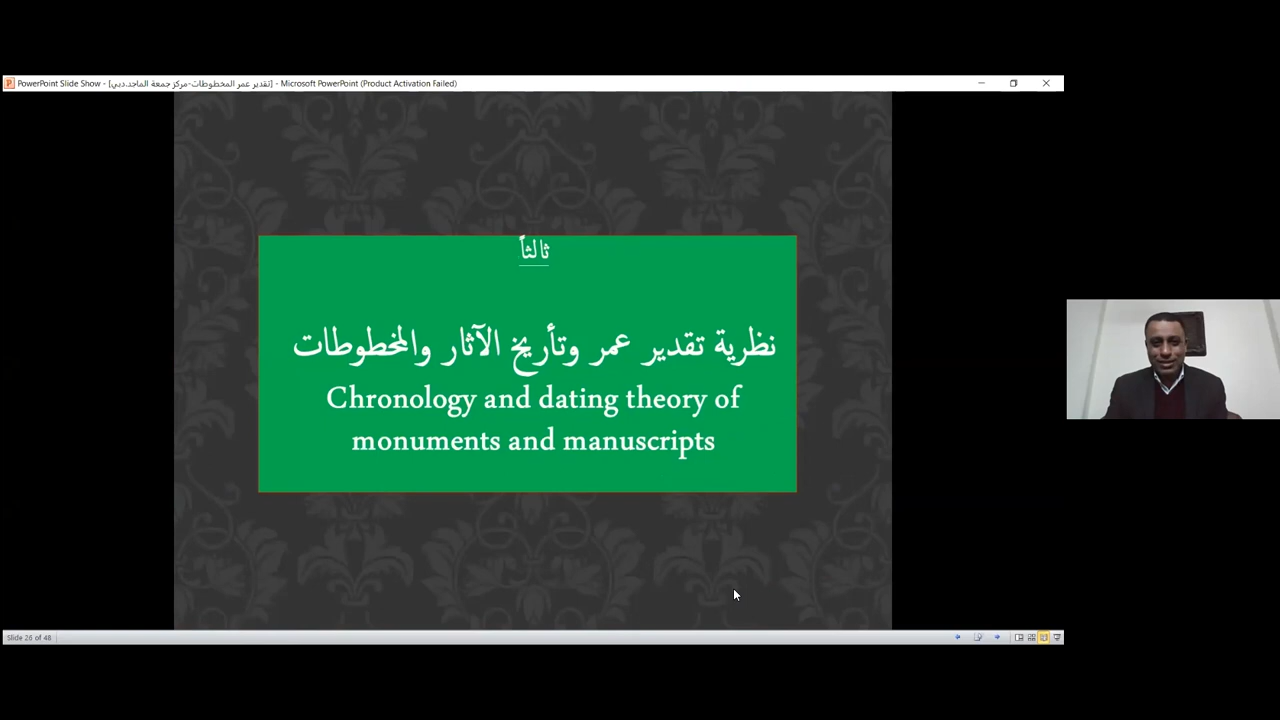 PowerPoint Slide Show - [تقدير عمر المخطوطات-مركز جمعة الماجد.دبي] - Microsoft PowerPoint (Product Activation Failed)
ثالثاً
نظرية تقدير عمر وتأريخ الآثار والمخطوطات
Chronology and dating theory of
monuments and manuscripts
Slide 26 of 48